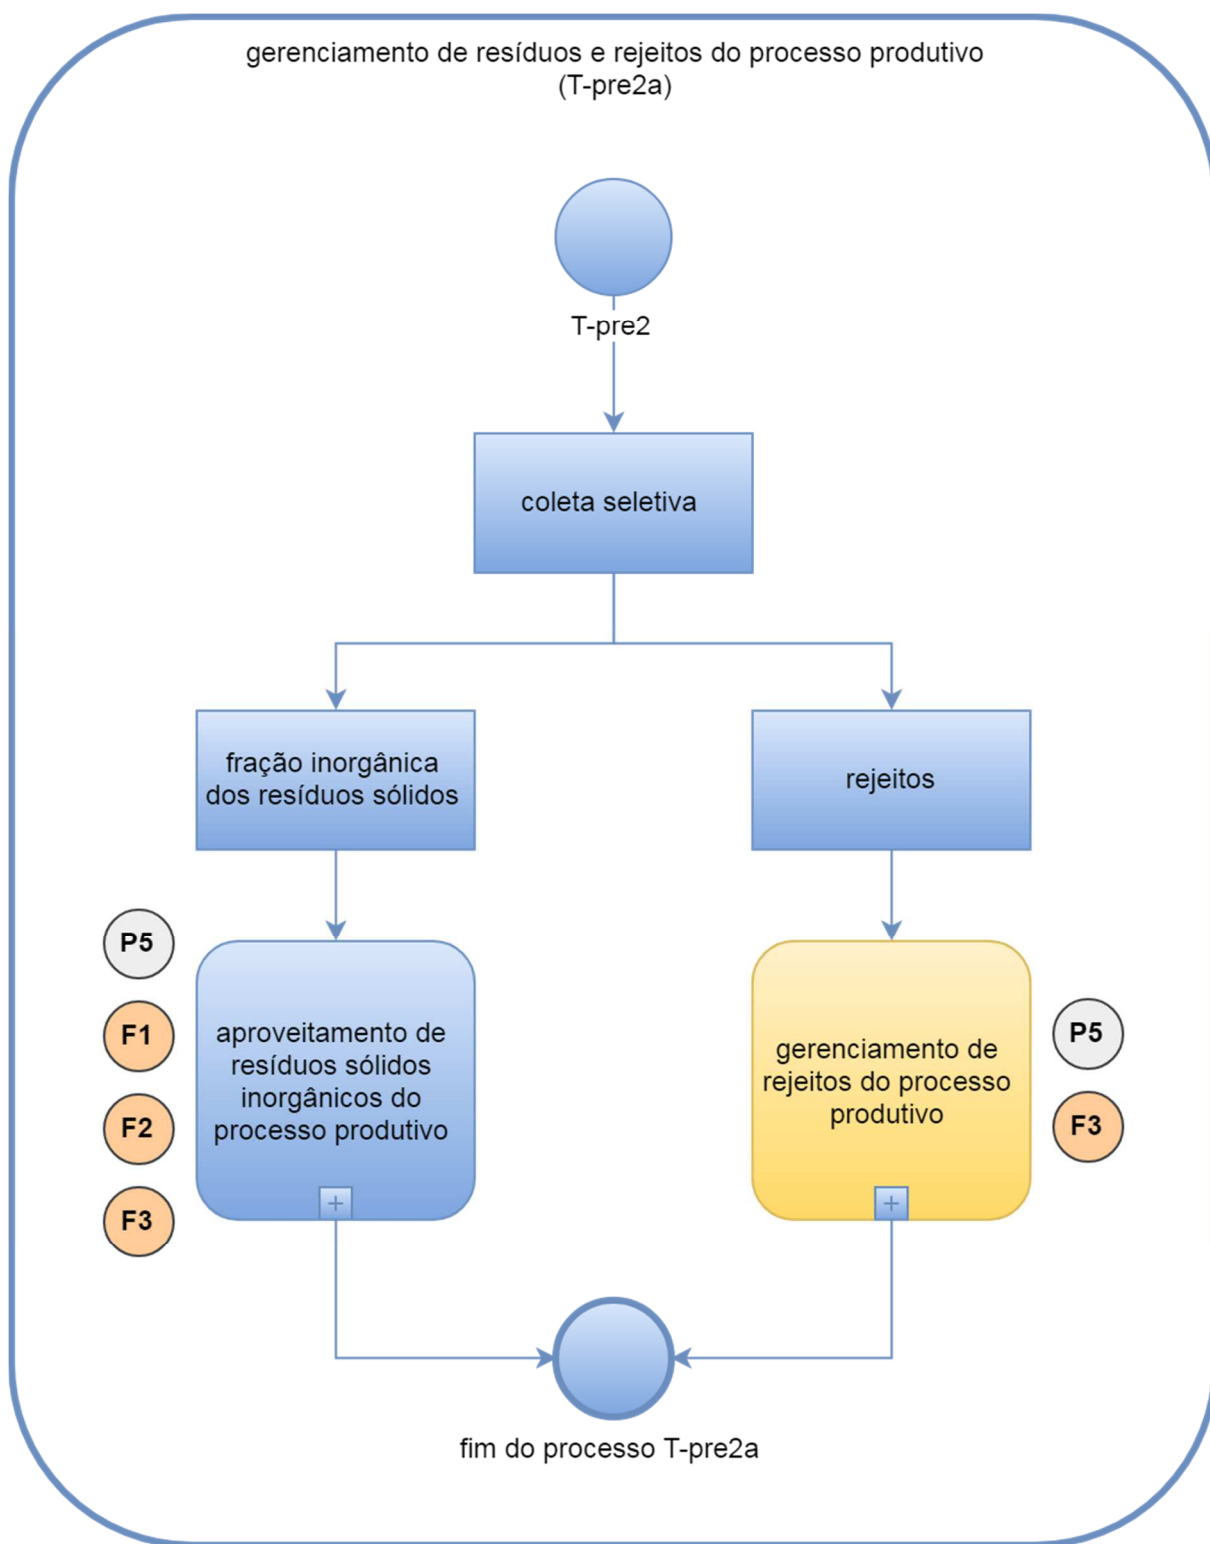 gerenciamento de resíduos e rejeitos do processo produtivo
(T-pre2a)
T-pre2
coleta seletiva
fração inorgânica
dos resíduos sólidos
rejeitos
P5
F1
F2
F3
aproveitamento de
resíduos sólidos
inorgânicos do
processo produtivo
+
gerenciamento de
rejeitos do processo
produtivo
+
P5
F3
fim do processo T-pre2a